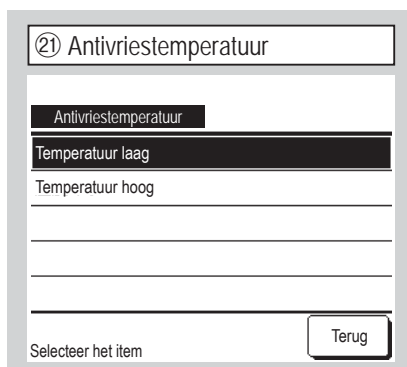 ㉑ Antivriestemperatuur
Antivriestemperatuur
Temperatuur laag
Temperatuur hoog
Terug
Selecteer het item